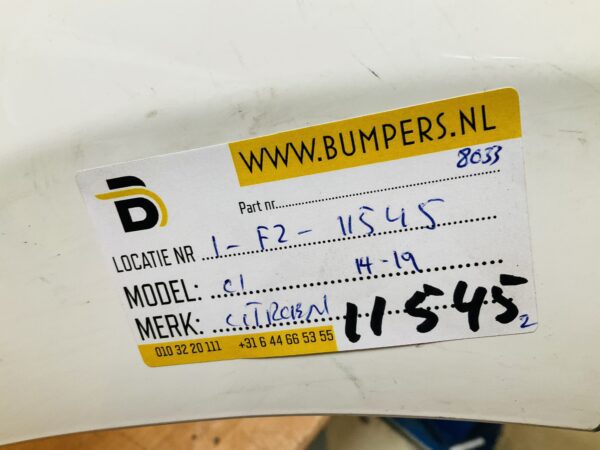 WWW.BUMPERS.NL
8033
Part nr
LOCATIE NR 1 - F2 - 11545
MODEL: C1 14-19
MERK: CITROEN
11545 2
010 32 20 111 +31 6 44 66 53 55